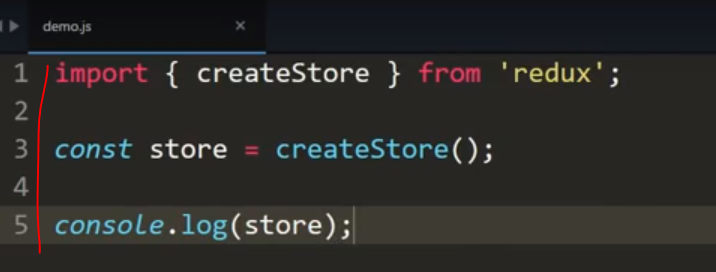 demo.js ×
1 import { createStore } from 'redux';
2
3 const store = createStore();
4
5 console.log(store);